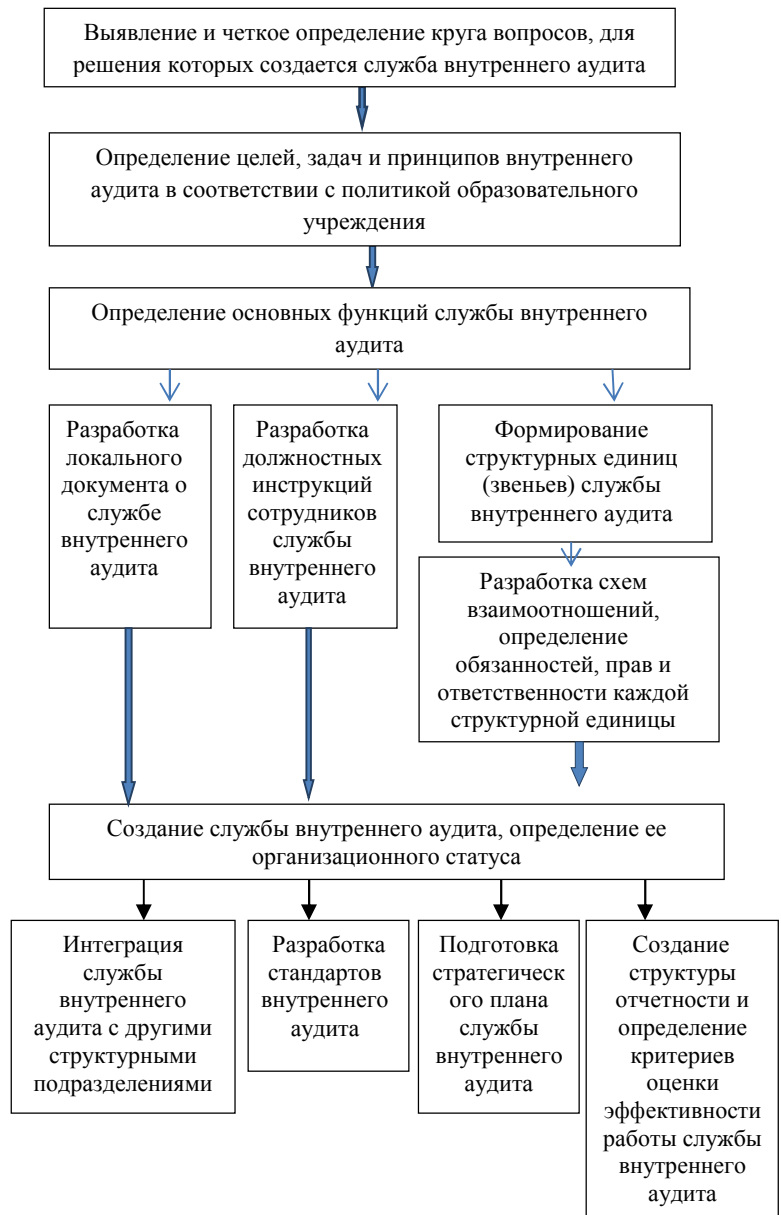 Выявление и четкое определение круга вопросов, для
решения которых создается служба внутреннего аудита
Определение целей, задач и принципов внутреннего
аудита в соответствии с политикой образовательного
учреждения
Определение основных функций службы внутреннего
аудита
Разработка
локального
документа о
службе
внутреннего
аудита
Разработка
должностных
инструкций
сотрудников
службы
внутреннего
аудита
Формирование
структурных единиц
(звеньев) службы
внутреннего аудита
Разработка схем
взаимоотношений,
определение
обязанностей, прав и
ответственности каждой
структурной единицы
Создание службы внутреннего аудита, определение ее
организационного статуса
Интеграция
службы
внутреннего
аудита с другими
структурными
подразделениями
Разработка
стандартов
внутреннего
аудита
Подготовка
стратегическ
ого плана
службы
внутреннего
аудита
Создание
структуры
отчетности и
определение
критериев
оценки
эффективности
работы службы
внутреннего
аудита